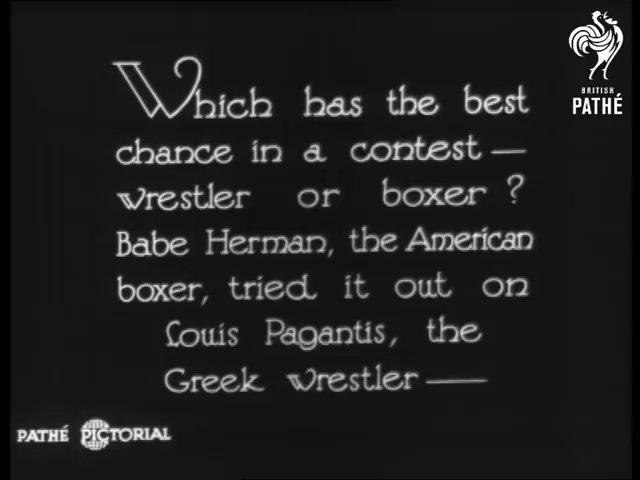 BRITISH
PATHÉ
Which has the best
chance in a contest —
wrestler or boxer ?
Babe Herman, the American
boxer, tried it out on
Louis Pagantis, the
Greek wrestler —
PATHÉ PICTORIAL